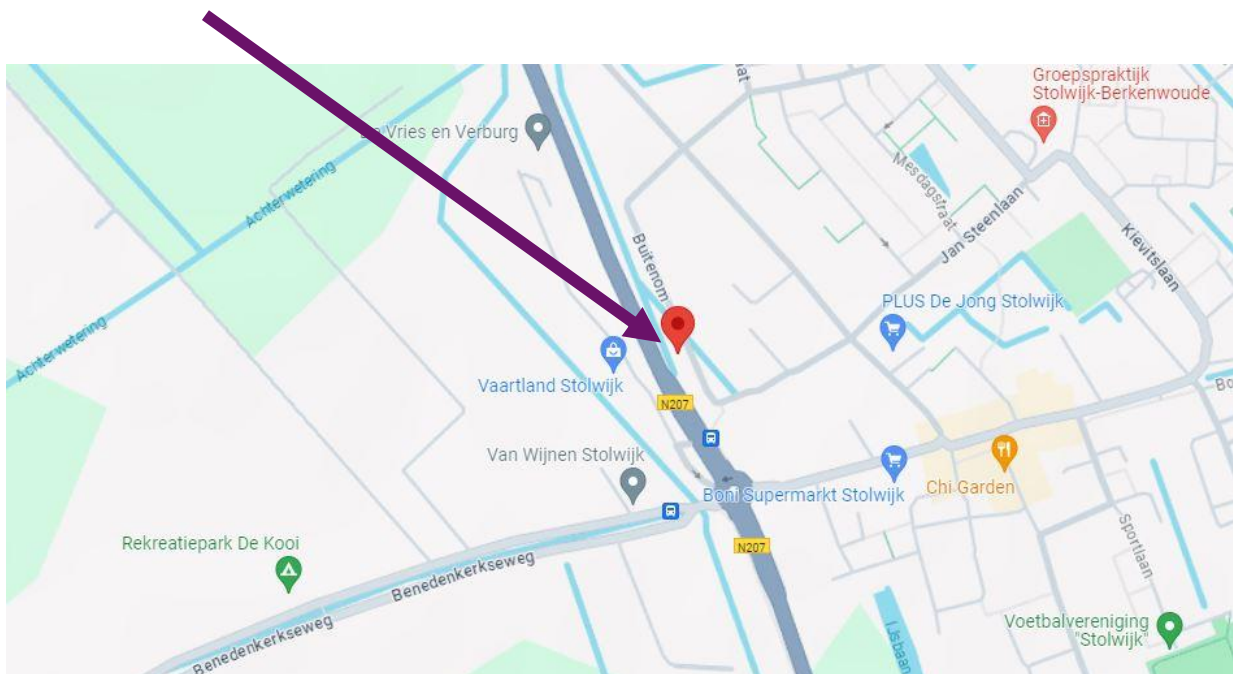 Groepspraktijk
Stolwijk-Berkenwoude
Vries en Verburg
Achterwetering
Mesdagstraat
Jan Steenlaan
Kievitslaan
Buitenom
PLUS De Jong Stolwijk
Achterwetering
Vaartland Stolwijk
N207
Van Wijnen Stolwijk
Boni Supermarkt Stolwijk
Chi Garden
Rekreatiepark De Kooi
N207
Sportlaan
Benedenkerkseweg
Benedenkerkseweg
IJsbaan
Voetbalvereniging
"Stolwijk"